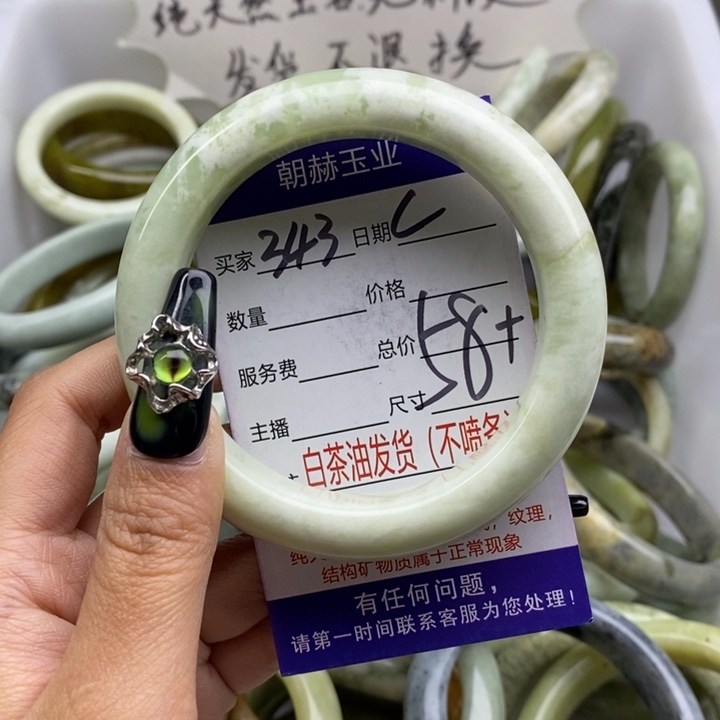 发货不退换
朝赫玉业
买家 343 日期 C
数量 价格
服务费 总价
58+
主播 尺寸
白茶油发货(不喷
纹理,
结构矿物质属于正常现象
有任何问题,
请第一时间联系客服为您处理!